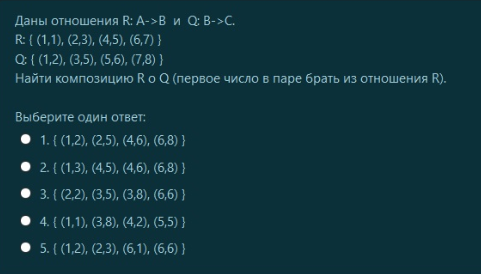 Даны отношения R: A->B и Q: B->C.
R: { (1,1), (2,3), (4,5), (6,7) }
Q: { (1,2), (3,5), (5,6), (7,8) }
Найти композицию R o Q (первое число в паре брать из отношения R).
Выберите один ответ:
1. { (1,2), (2,5), (4,6), (6,8) }
2. { (1,3), (4,5), (4,6), (6,8) }
3. { (2,2), (3,5), (3,8), (6,6) }
4. { (1,1), (3,8), (4,2), (5,5) }
5. { (1,2), (2,3), (6,1), (6,6) }